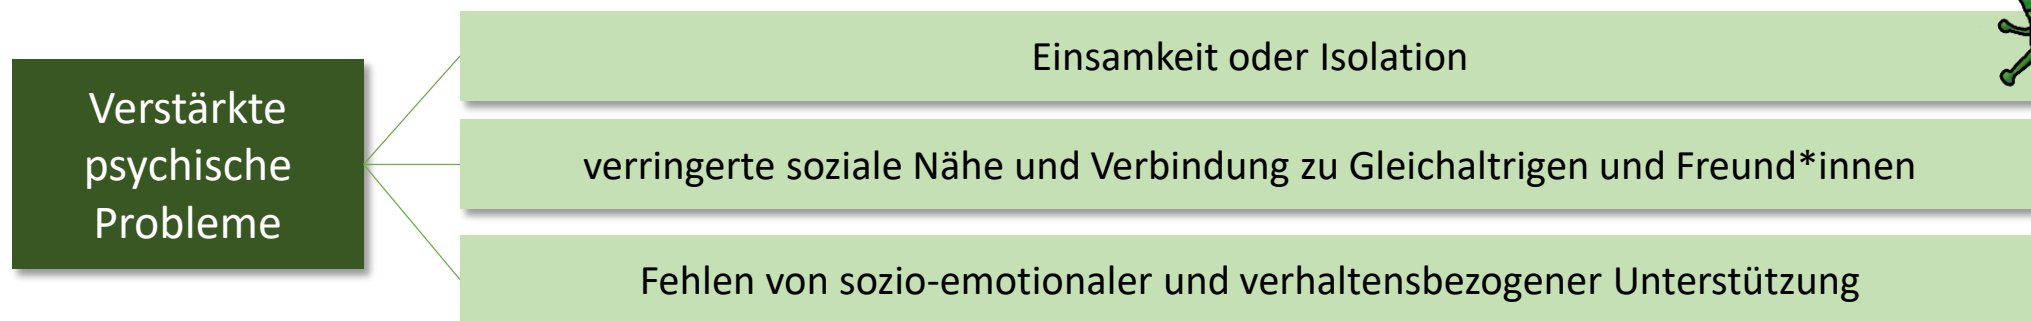 Verstärkte
psychische
Probleme
Einsamkeit oder Isolation
verringerte soziale Nähe und Verbindung zu Gleichaltrigen und Freund*innen
Fehlen von sozio-emotionaler und verhaltensbezogener Unterstützung